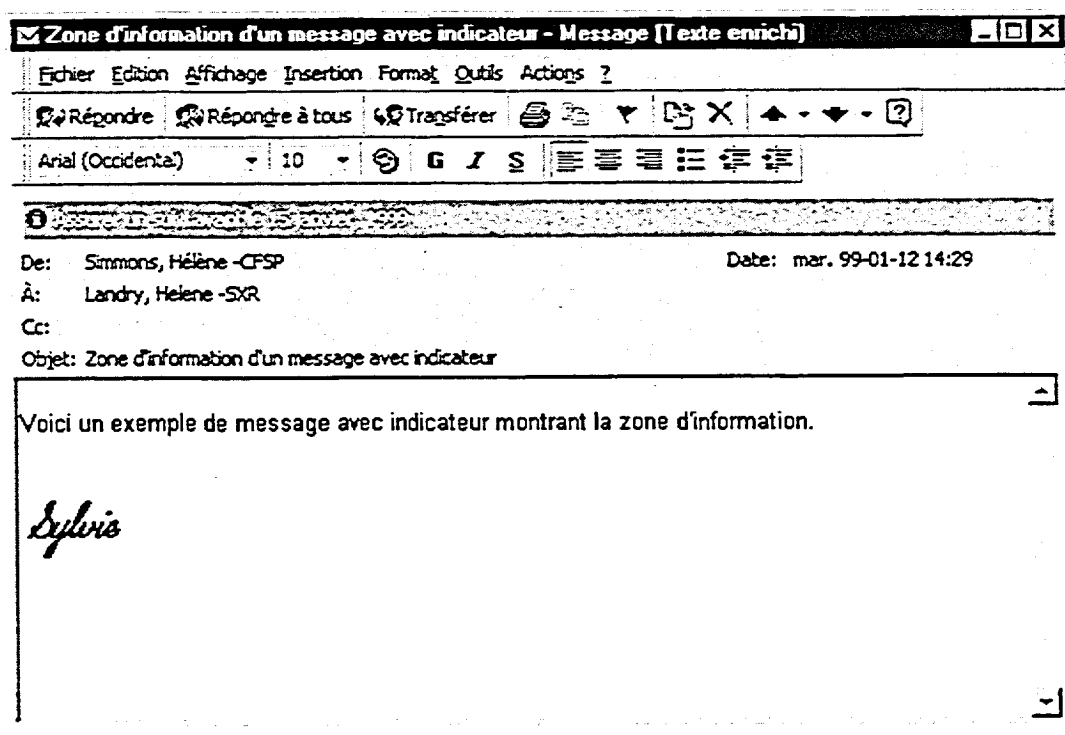 Zone d'information d'un message avec indicateur - Message [Texte enrichi]
Fichier Edition Affichage Insertion Format Outils Actions ?
Répondre Répondre à tous Transférer
Arial (Occidental) 10 G I S
De: Simmons, Hélène -CFSP Date: mar. 99-01-12 14:29
À: Landry, Helene -SXR
Cc:
Objet: Zone d'information d'un message avec indicateur
Voici un exemple de message avec indicateur montrant la zone d'information.
Sylvis